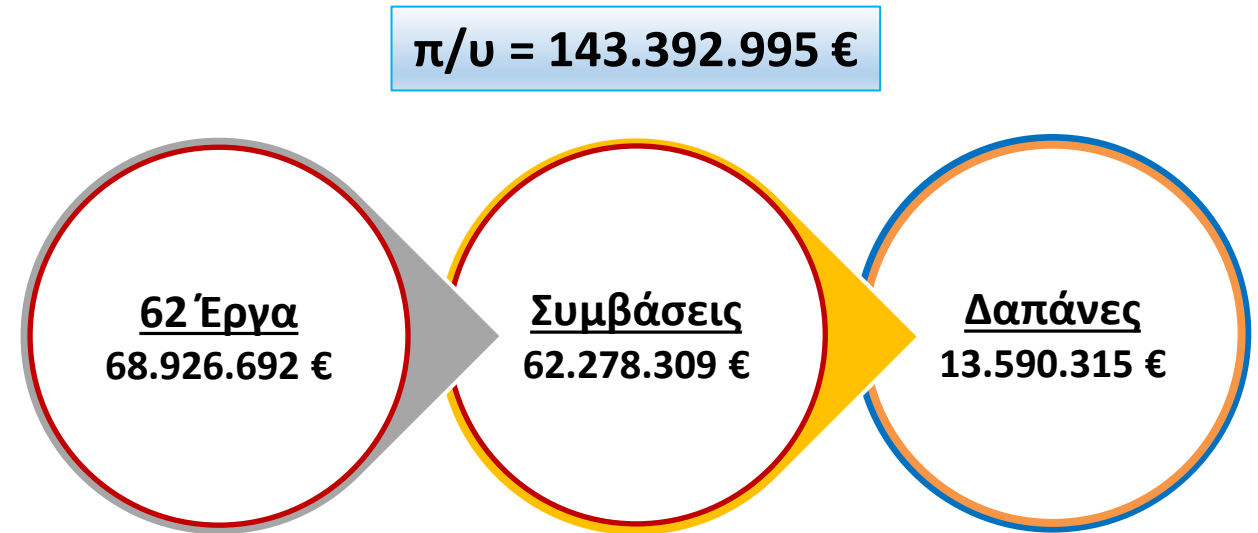 π/υ = 143.392.995 €
62 Έργα
68.926.692 €
Συμβάσεις
62.278.309 €
Δαπάνες
13.590.315 €